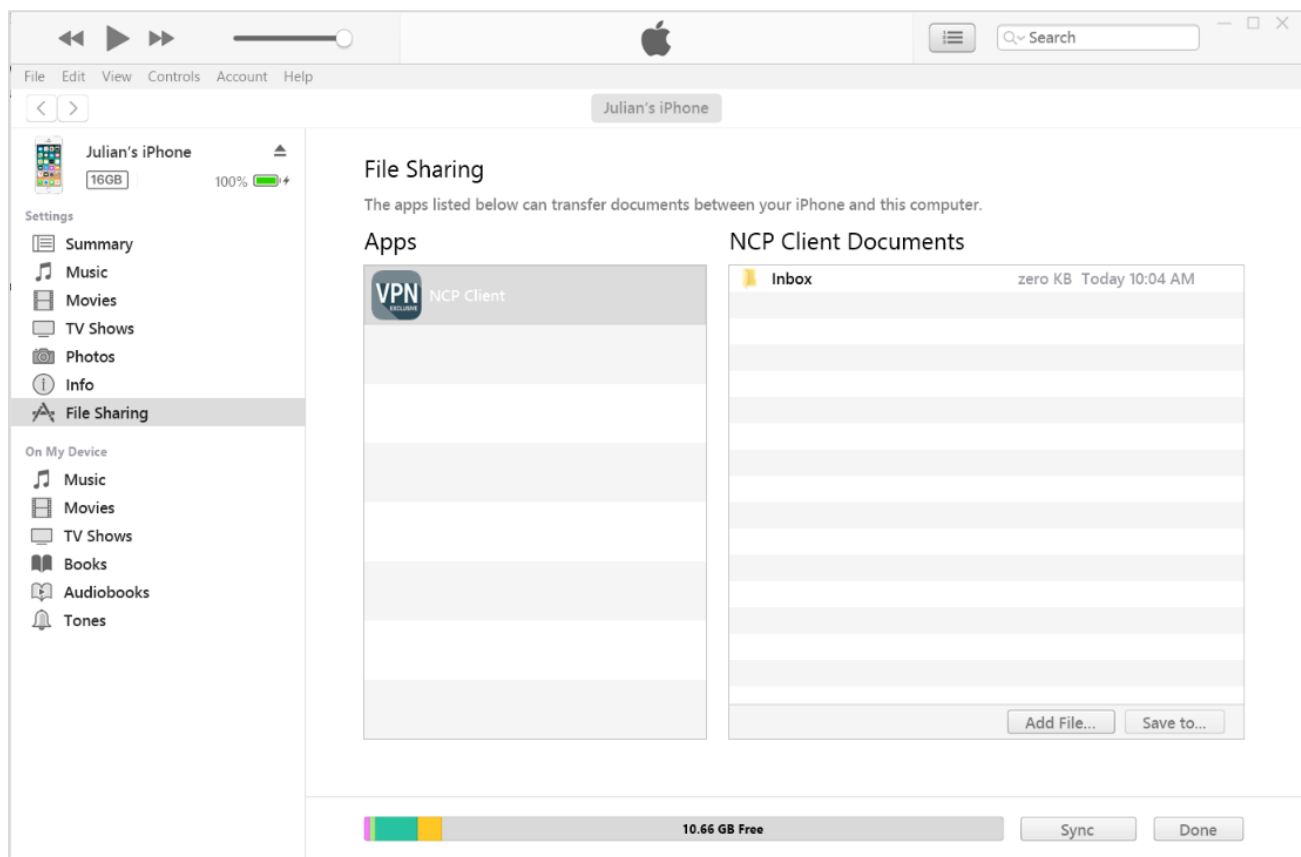 Search
File Edit View Controls Account Help
Julian's iPhone
Julian's iPhone
16GB 100%
Settings
Summary
Music
Movies
TV Shows
Photos
Info
File Sharing
On My Device
Music
Movies
TV Shows
Books
Audiobooks
Tones
File Sharing
The apps listed below can transfer documents between your iPhone and this computer.
Apps
VPN
EXCLUSIVE
NCP Client
NCP Client Documents
Inbox zero KB Today 10:04 AM
Add File... Save to...
10.66 GB Free
Sync Done